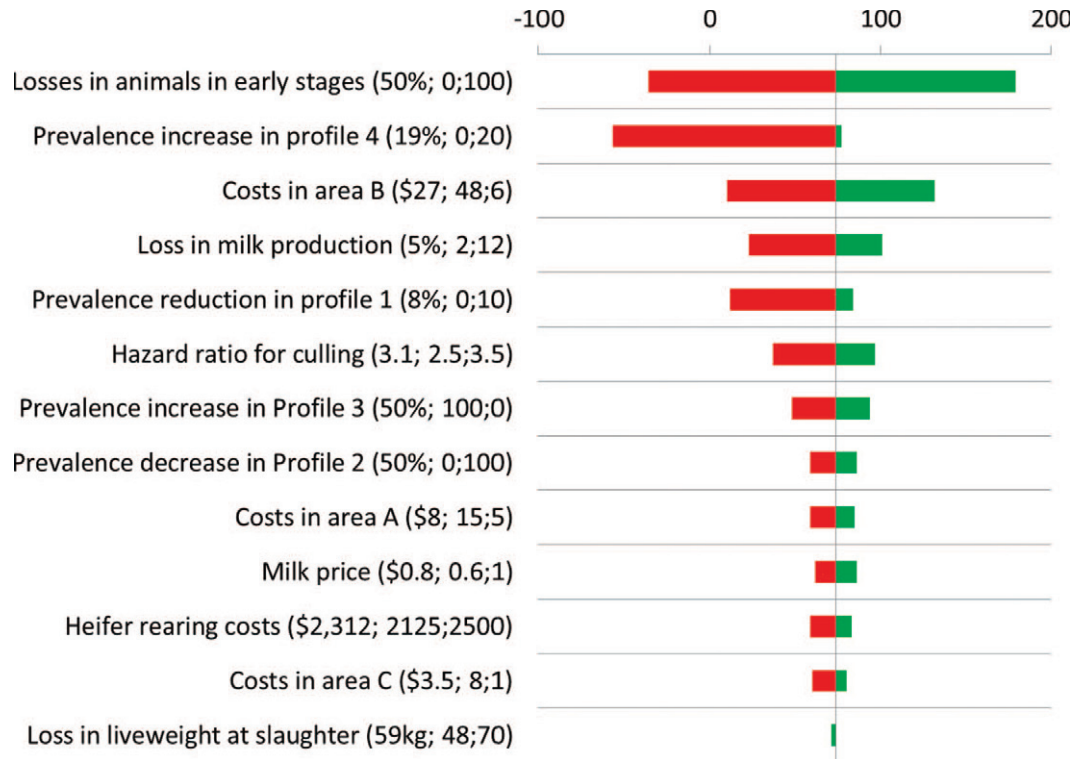 -100 0 100 200
Losses in animals in early stages (50%; 0;100)
Prevalence increase in profile 4 (19%; 0;20)
Costs in area B ($27; 48;6)
Loss in milk production (5%; 2;12)
Prevalence reduction in profile 1 (8%; 0;10)
Hazard ratio for culling (3.1; 2.5;3.5)
Prevalence increase in Profile 3 (50%; 100;0)
Prevalence decrease in Profile 2 (50%; 0;100)
Costs in area A ($8; 15;5)
Milk price ($0.8; 0.6;1)
Heifer rearing costs ($2,312; 2125;2500)
Costs in area C ($3.5; 8;1)
Loss in liveweight at slaughter (59kg; 48;70)